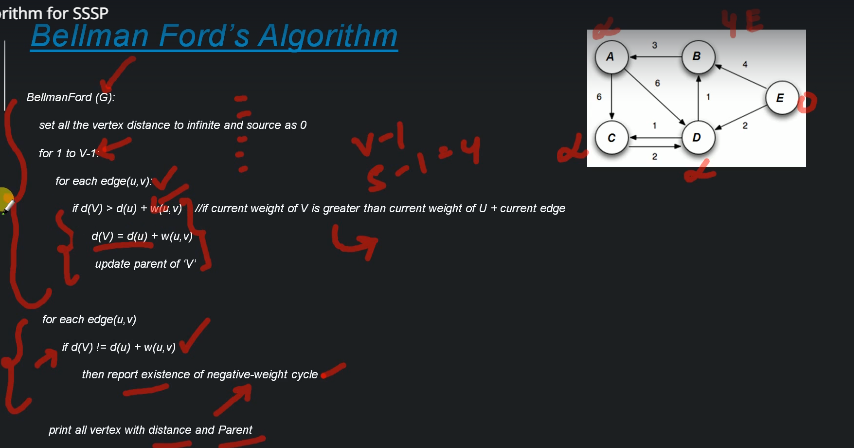 rithm for SSSP
Bellman Ford's Algorithm
BellmanFord (G):
set all the vertex distance to infinite and source as 0
for 1 to V-1:
for each edge(u,v):
if d(V) > d(u) + w(u,v) //if current weight of V is greater than current weight of U + current edge
d(V) = d(u) + w(u,v)
update parent of 'V'
for each edge(u,v)
if d(V) != d(u) + w(u,v)
then report existence of negative-weight cycle
print all vertex with distance and Parent
V-1
5-1=4
α
4E
A 3 B
4
6 6 1 E 0
2
α C 1 D
2
α